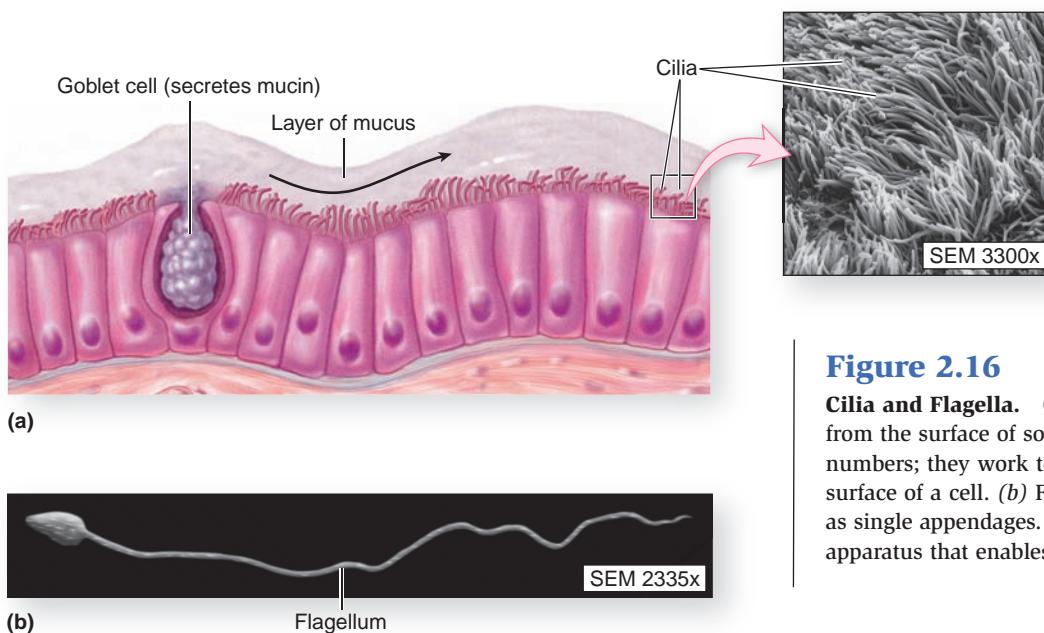 Goblet cell (secretes mucin)
Layer of mucus
Cilia
SEM 3300x
(a)
Figure 2.16
Cilia and Flagella.
from the surface of so
numbers; they work t
surface of a cell. (b) F
as single appendages.
apparatus that enables
SEM 2335x
(b)
Flagellum